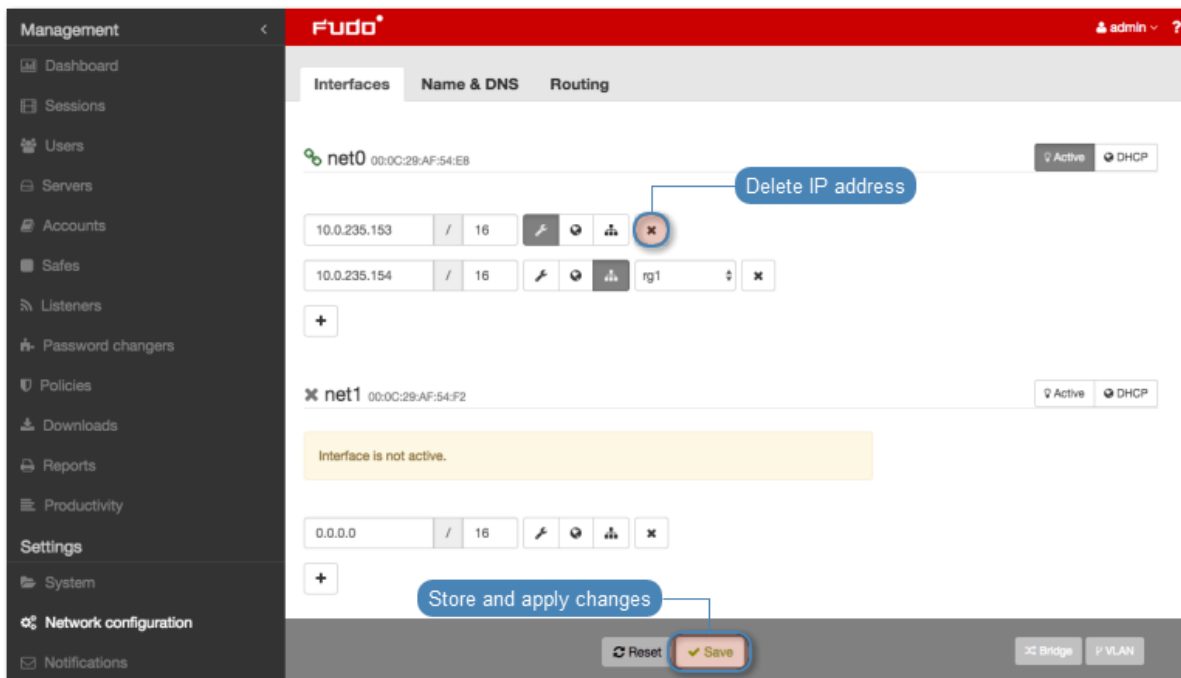 Management
Dashboard
Sessions
Users
Servers
Accounts
Safes
Listeners
Password changers
Policies
Downloads
Reports
Productivity
Settings
System
Network configuration
Notifications
FUDO
admin ?
Interfaces Name & DNS Routing
net0 00:0C:29:AF:54:E8
Active DHCP
Delete IP address
10.0.235.153 / 16
10.0.235.154 / 16 rg1
+
net1 00:0C:29:AF:54:F2
Active DHCP
Interface is not active.
0.0.0.0 / 16
+
Store and apply changes
Reset Save
Bridge VLAN